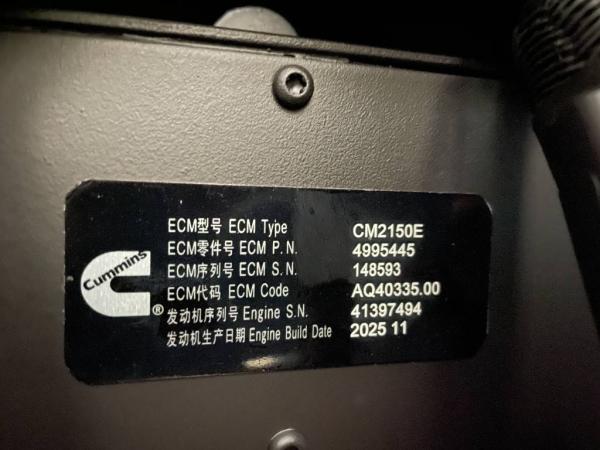 ECM型号 ECM Type CM2150E
ECM零件号 ECM P.N. 4995445
ECM序列号 ECM S.N. 148593
ECM代码 ECM Code AQ40335.00
发动机序列号 Engine S.N. 41397494
发动机生产日期 Engine Build Date 2025 11
Cummins ®